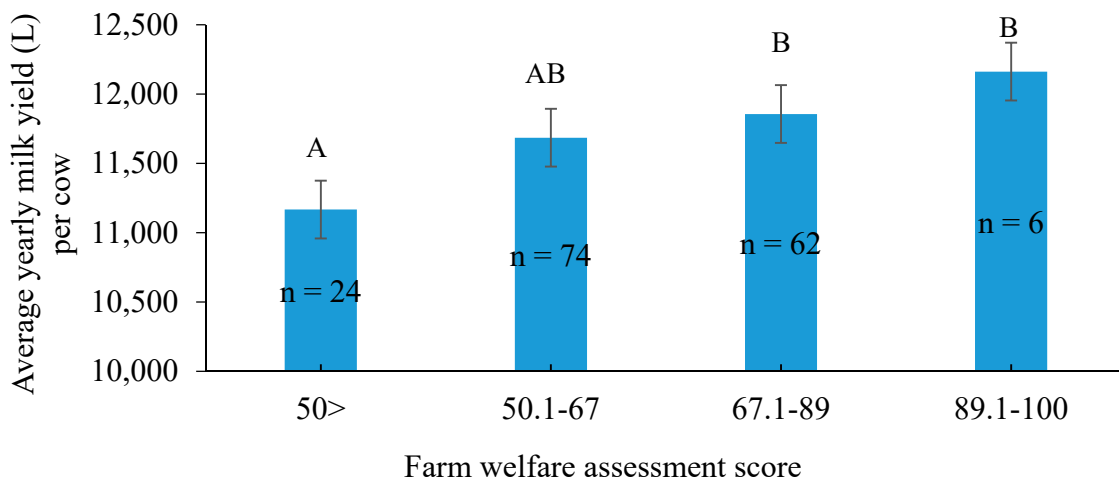 Average yearly milk yield (L)
per cow
12,500
12,000
11,500
11,000
10,500
10,000
A
AB
B
B
n = 24
n = 74
n = 62
n = 6
50>
50.1-67
67.1-89
89.1-100
Farm welfare assessment score